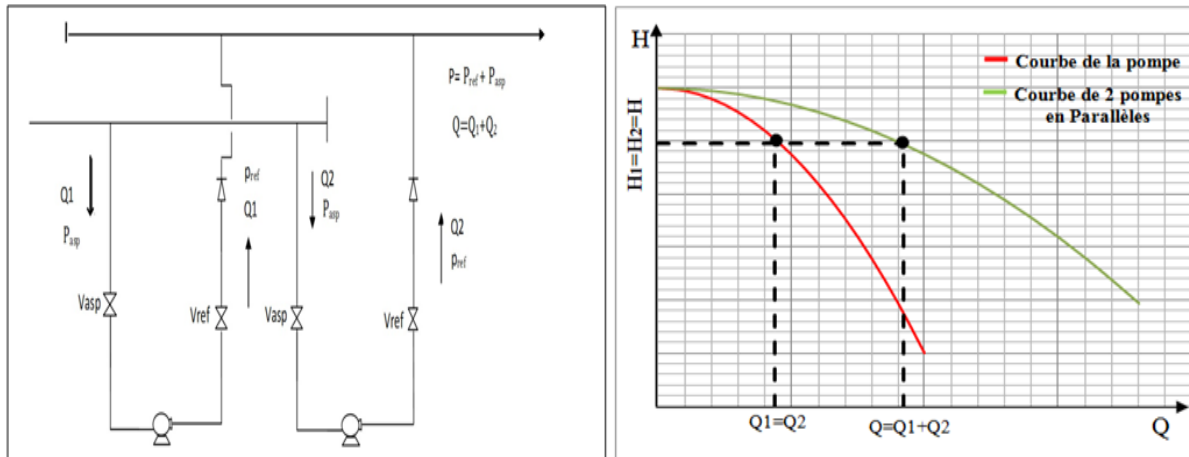 P= Pref + Pasp
Q=Q1+Q2
Q1
Pasp
pref
Q1
Q2
Pasp
Q2
pref
Vasp
Vref
Vasp
Vref
H
Courbe de la pompe
Courbe de 2 pompes
en Parallèles
H1=H2=H
Q1=Q2
Q=Q1+Q2
Q